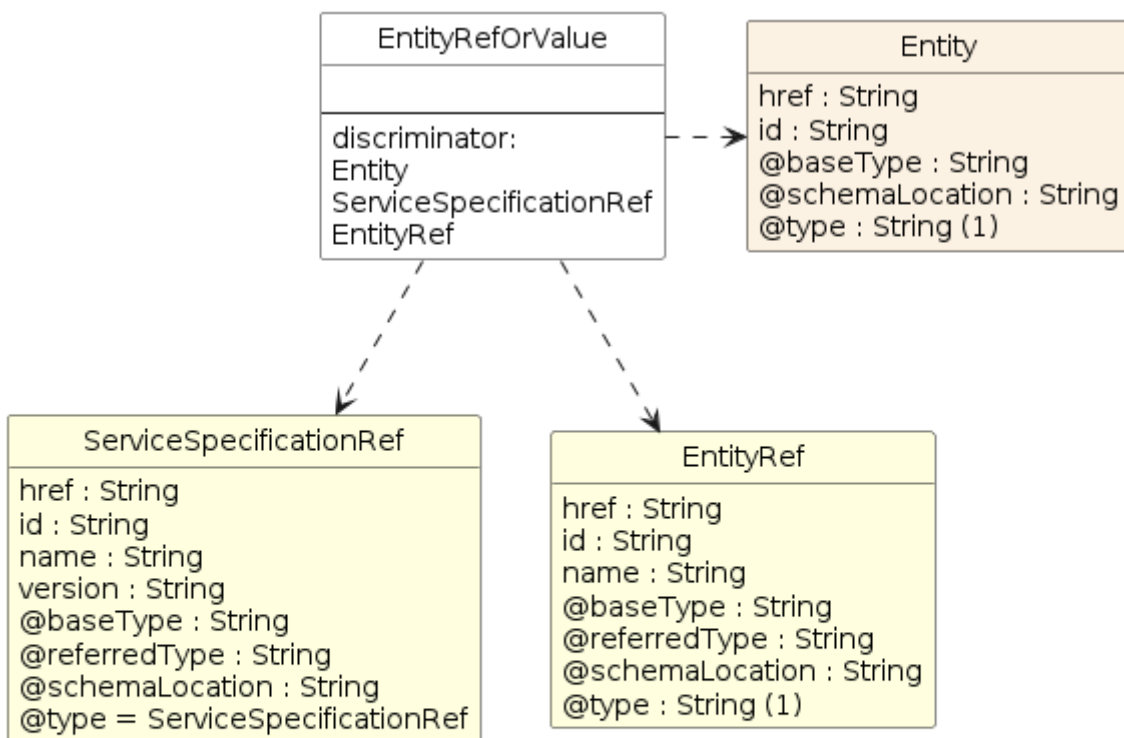 EntityRefOrValue
discriminator:
Entity
ServiceSpecificationRef
EntityRef
Entity
href : String
id : String
@baseType : String
@schemaLocation : String
@type : String (1)
ServiceSpecificationRef
href : String
id : String
name : String
version : String
@baseType : String
@referredType : String
@schemaLocation : String
@type = ServiceSpecificationRef
EntityRef
href : String
id : String
name : String
@baseType : String
@referredType : String
@schemaLocation : String
@type : String (1)